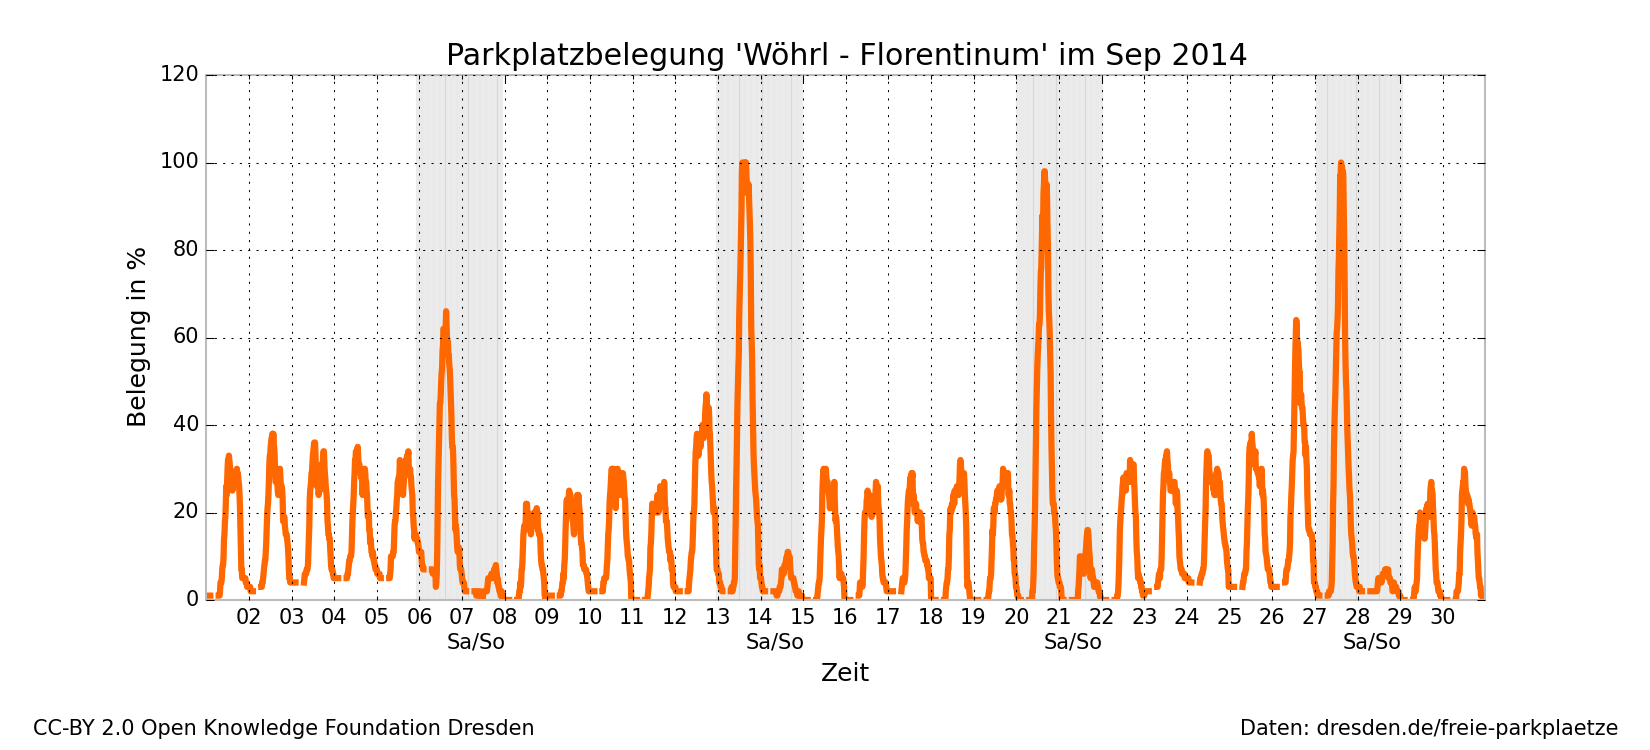 Parkplatzbelegung 'Wöhrl - Florentinum' im Sep 2014
120
100
80
60
40
20
0
Belegung in %
02 03 04 05 06 07 08 09 10 11 12 13 14 15 16 17 18 19 20 21 22 23 24 25 26 27 28 29 30
Sa/So Sa/So Sa/So Sa/So
Zeit
CC-BY 2.0 Open Knowledge Foundation Dresden
Daten: dresden.de/freie-parkplaetze